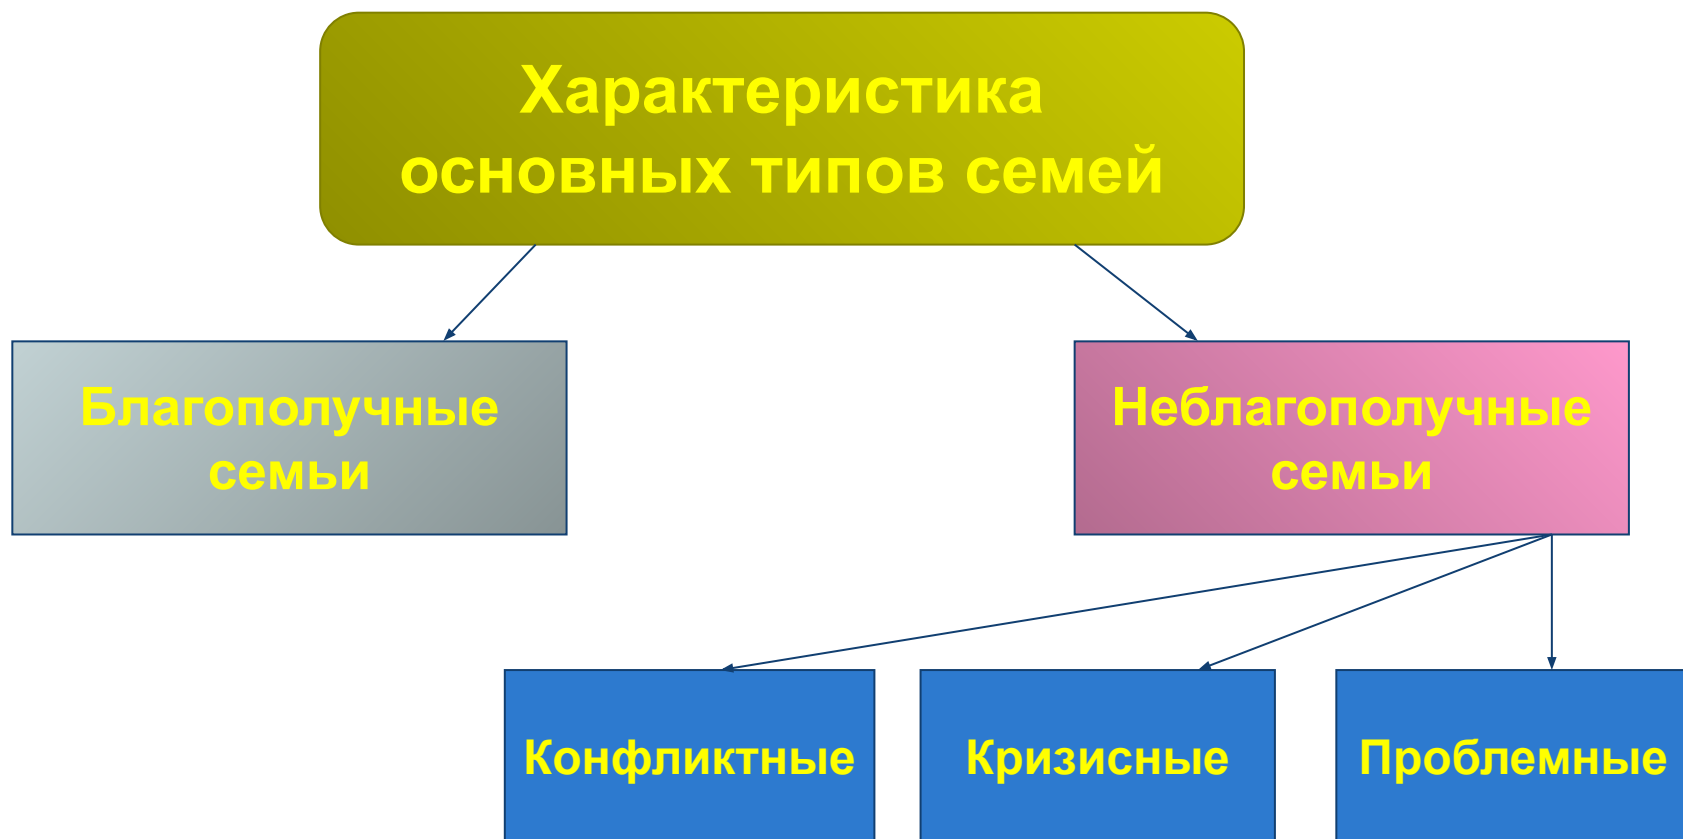 Характеристика
основных типов семей
Благополучные
семьи
Неблагополучные
семьи
Конфликтные
Кризисные
Проблемные